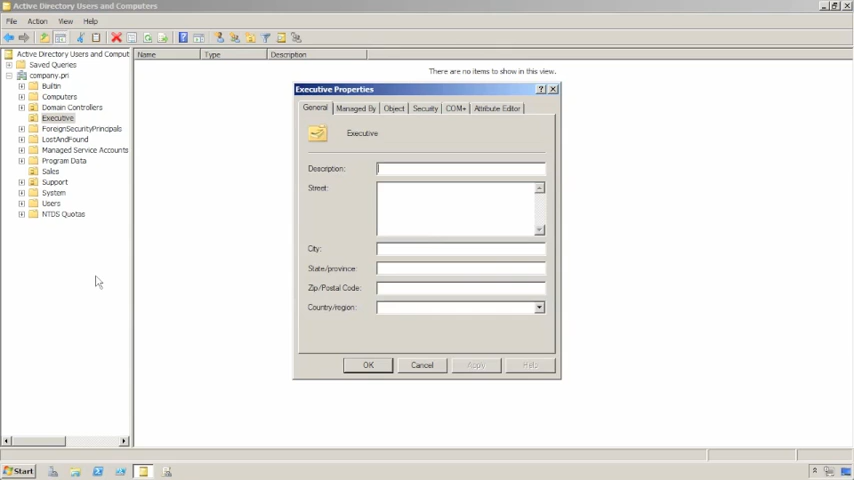 Active Directory Users and Computers
File Action View Help
Active Directory Users and Comput
Name Type Description
Saved Queries
company.pri
There are no items to show in this view.
Builtin
Computers
Domain Controllers
Executive
ForeignSecurityPrincipals
LostAndFound
Managed Service Accounts
Program Data
Sales
Support
System
Users
NTDS Quotas
Executive Properties
General Managed By Object Security COM+ Attribute Editor
Executive
Description:
Street:
City:
State/province:
Zip/Postal Code:
Country/region:
OK Cancel Apply Help
Start